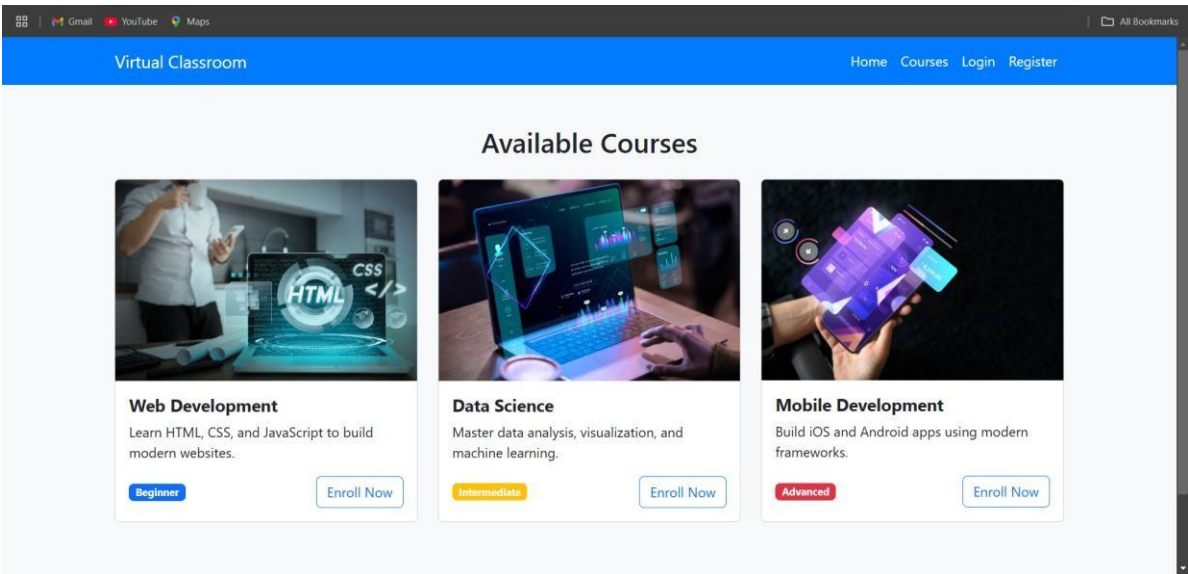 Gmail YouTube Maps All Bookmarks
Virtual Classroom Home Courses Login Register
Available Courses
HTML
CSS
</>
Web Development
Learn HTML, CSS, and JavaScript to build
modern websites.
Beginner Enroll Now
Data Science
Master data analysis, visualization, and
machine learning.
Intermediate Enroll Now
Mobile Development
Build iOS and Android apps using modern
frameworks.
Advanced Enroll Now